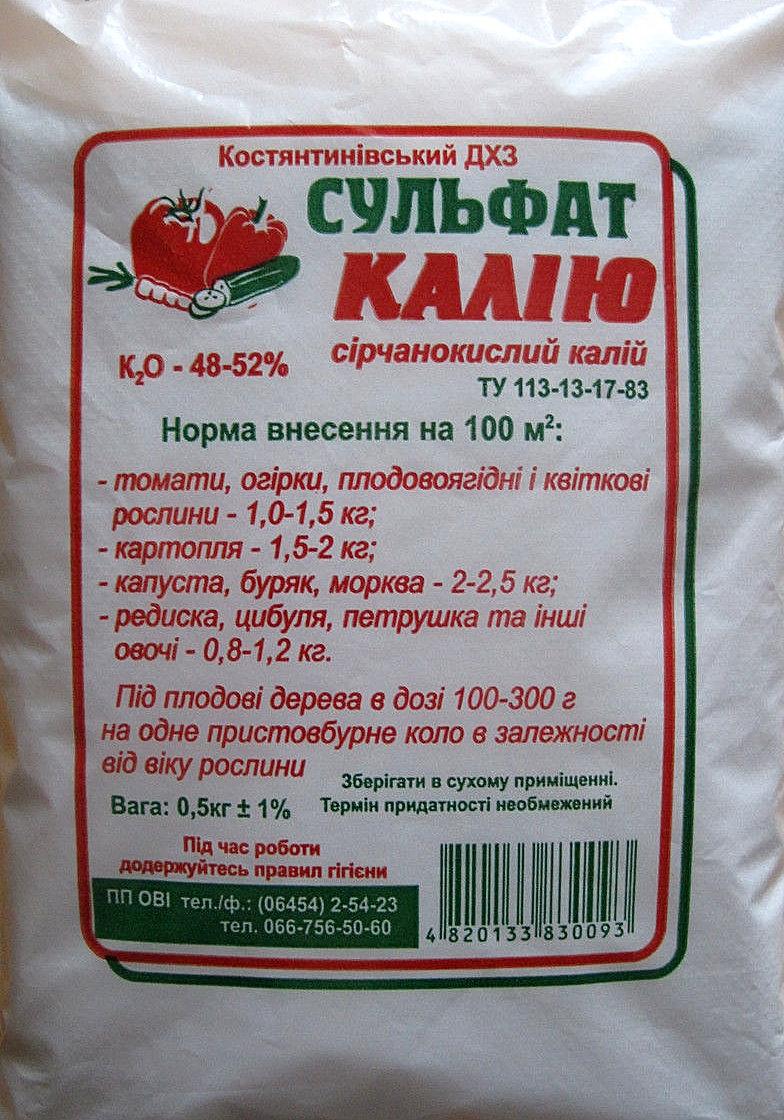 Костянтинівський ДХЗ
СУЛЬФАТ
КАЛІЮ
сірчанокислий калій
K₂O - 48-52%
ТУ 113-13-17-83
Норма внесення на 100 м²:
- томати, огірки, плодовоягідні і квіткові
рослини - 1,0-1,5 кг;
- картопля - 1,5-2 кг;
- капуста, буряк, морква - 2-2,5 кг;
- редиска, цибуля, петрушка та інші
овочі - 0,8-1,2 кг.
Під плодові дерева в дозі 100-300 г
на одне пристовбурне коло в залежності
від віку рослини
Зберігати в сухому приміщенні.
Термін придатності необмежений
Вага: 0,5кг ± 1%
Під час роботи
додержуйтесь правил гігієни
ПП ОВІ тел./ф.: (06454) 2-54-23
тел. 066-756-50-60
4 820133 830093